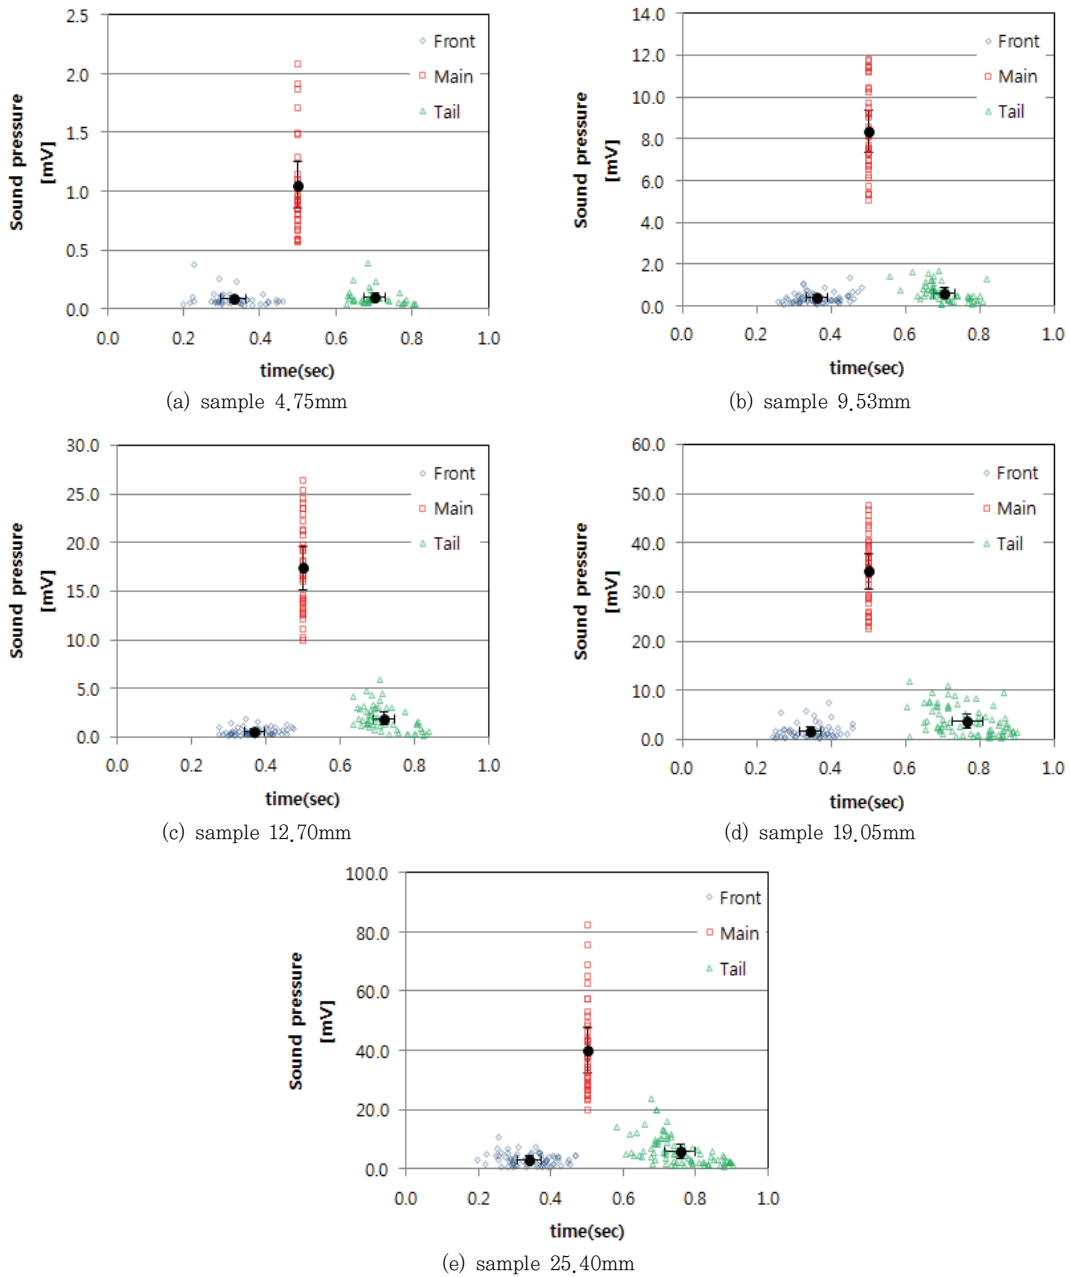 2.5
2.0
1.5
1.0
0.5
0.0
Sound pressure
[mV]
Front
Main
Tail
0.0 0.2 0.4 0.6 0.8 1.0
time(sec)
(a) sample 4.75mm
14.0
12.0
10.0
8.0
6.0
4.0
2.0
0.0
Sound pressure
[mV]
Front
Main
Tail
0.0 0.2 0.4 0.6 0.8 1.0
time(sec)
(b) sample 9.53mm
30.0
25.0
20.0
15.0
10.0
5.0
0.0
Sound pressure
[mV]
Front
Main
Tail
0.0 0.2 0.4 0.6 0.8 1.0
time(sec)
(c) sample 12.70mm
60.0
50.0
40.0
30.0
20.0
10.0
0.0
Sound pressure
[mV]
Front
Main
Tail
0.0 0.2 0.4 0.6 0.8 1.0
time(sec)
(d) sample 19.05mm
100.0
80.0
60.0
40.0
20.0
0.0
Sound pressure
[mV]
Front
Main
Tail
0.0 0.2 0.4 0.6 0.8 1.0
time(sec)
(e) sample 25.40mm